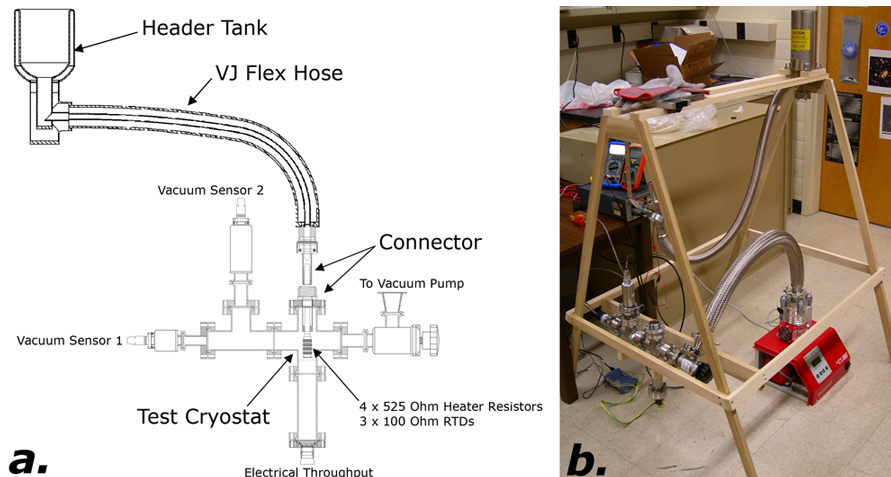 Header Tank
VJ Flex Hose
Vacuum Sensor 2
Connector
To Vacuum Pump
Vacuum Sensor 1
Test Cryostat
4 x 525 Ohm Heater Resistors
3 x 100 Ohm RTDs
Electrical Throughput
a.
b.
CAUTION